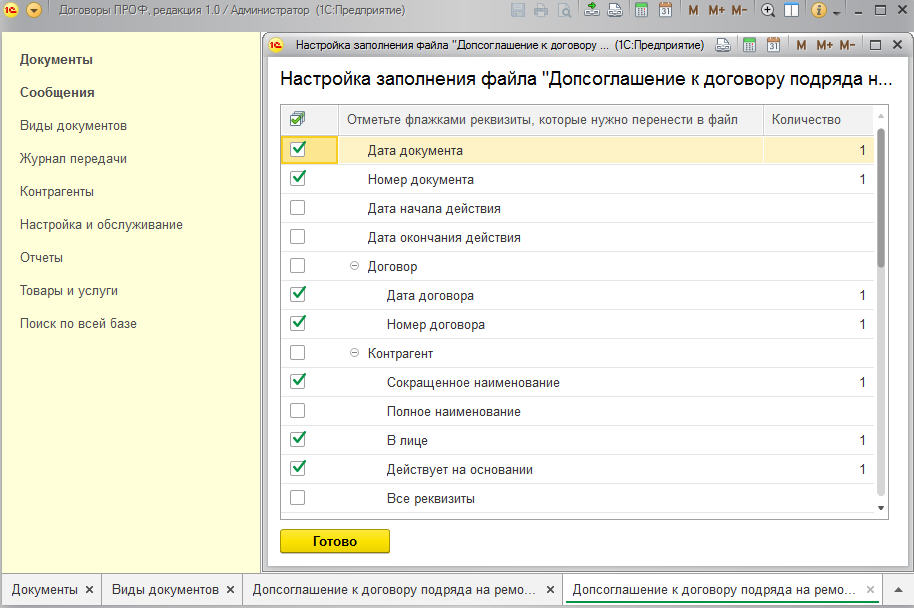 Договоры ПРОФ, редакция 1.0 / Администратор (1С:Предприятие)
M M+ M-
Документы
Сообщения
Виды документов
Журнал передачи
Контрагенты
Настройка и обслуживание
Отчеты
Товары и услуги
Поиск по всей базе
Настройка заполнения файла "Допсоглашение к договору ... (1С:Предприятие)
M M+ M-
Настройка заполнения файла "Допсоглашение к договору подряда н...
Отметьте флажками реквизиты, которые нужно перенести в файл Количество
Дата документа 1
Номер документа 1
Дата начала действия
Дата окончания действия
Договор
Дата договора 1
Номер договора 1
Контрагент
Сокращенное наименование 1
Полное наименование
В лице 1
Действует на основании 1
Все реквизиты
Готово
Документы Виды документов Допсоглашение к договору подряда на ремо... Допсоглашение к договору подряда на ремо...